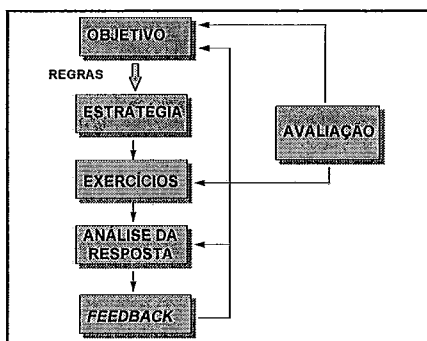 OBJETIVO
REGRAS
ESTRATÉGIA
AVALIAÇÃO
EXERCÍCIOS
ANÁLISE DA
RESPOSTA
FEEDBACK